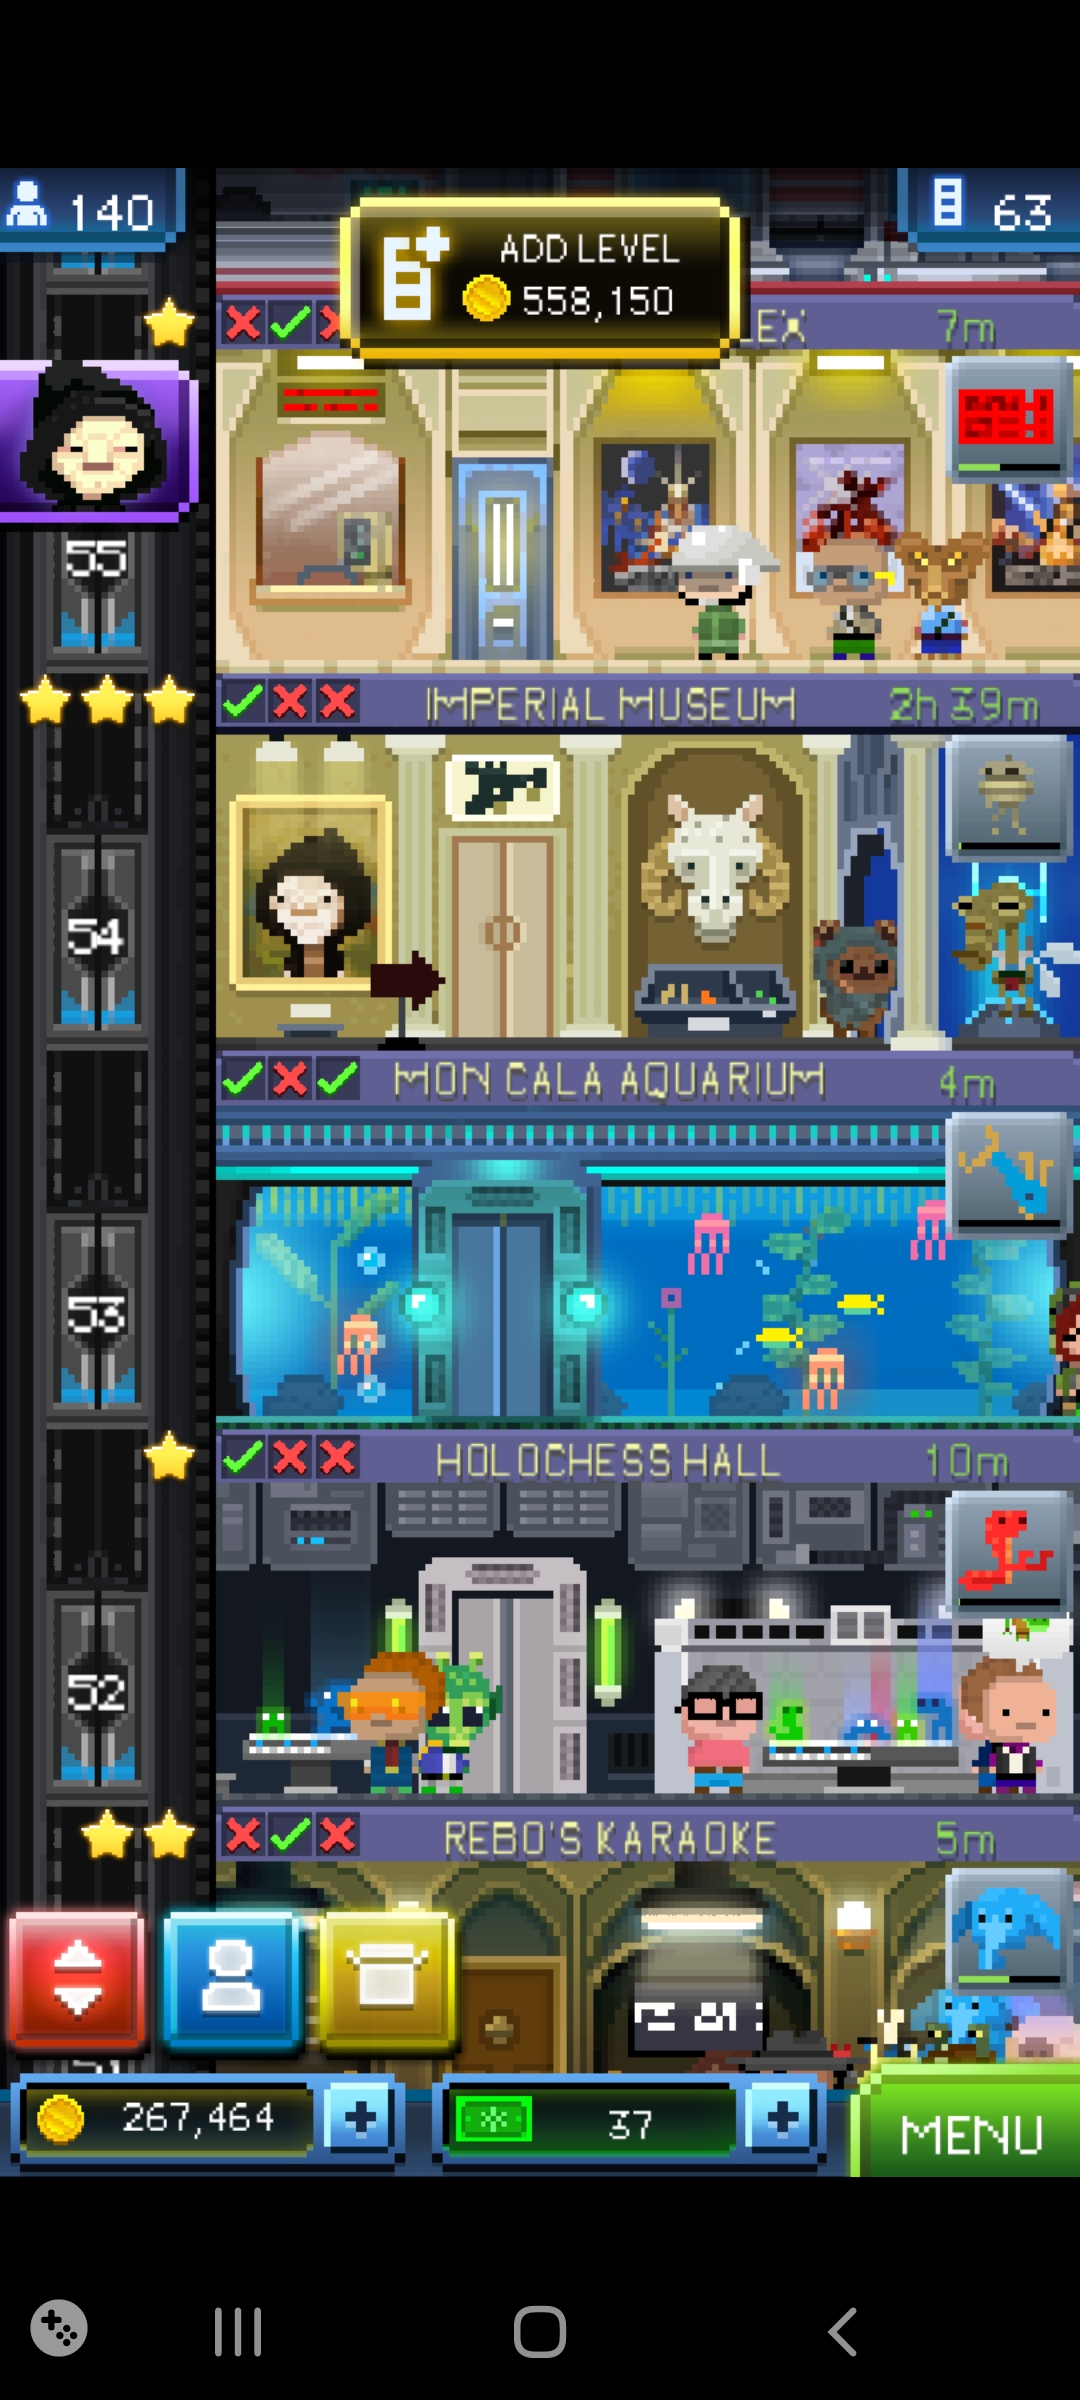 140
ADD LEVEL
558,150
63
EX
7m
55
IMPERIAL MUSEUM
2h 39m
54
MON CALA AQUARIUM
4m
53
HOLOCHESS HALL
10m
52
REBO'S KARAOKE
5m
267,464
37
MENU